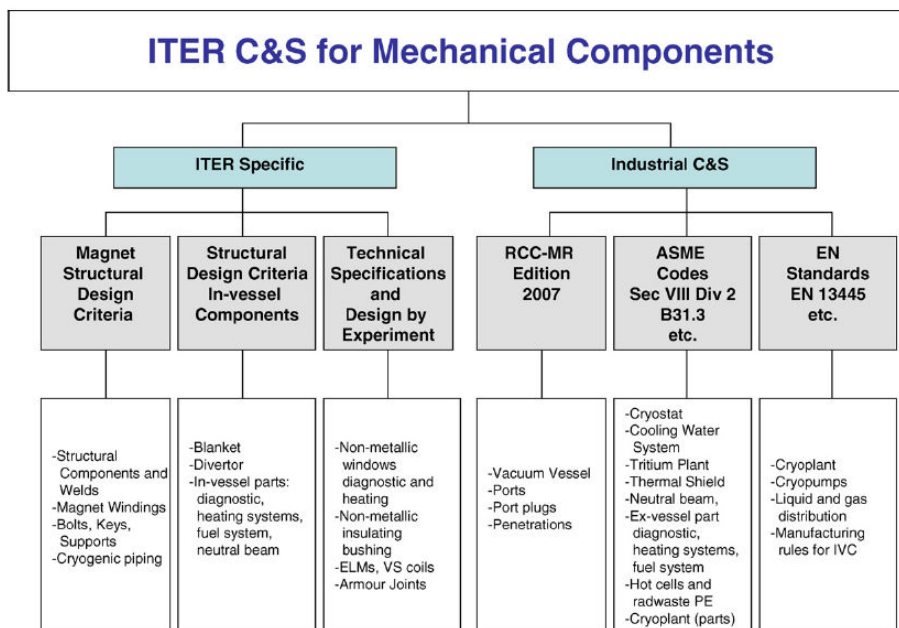 ITER C&S for Mechanical Components
ITER Specific
Industrial C&S
Magnet
Structural
Design
Criteria
Structural
Design Criteria
In-vessel
Components
Technical
Specifications
and
Design by
Experiment
RCC-MR
Edition
2007
ASME
Codes
Sec VIII Div 2
B31.3
etc.
EN
Standards
EN 13445
etc.
-Structural
Components and
Welds
-Magnet Windings
-Bolts, Keys,
Supports
-Cryogenic piping
-Blanket
-Divertor
-In-vessel parts:
diagnostic,
heating systems,
fuel system,
neutral beam
-Non-metallic
windows
diagnostic and
heating
-Non-metallic
insulating
bushing
-ELMs, VS coils
-Armour Joints
-Vacuum Vessel
-Ports
-Port plugs
-Penetrations
-Cryostat
-Cooling Water
System
-Tritium Plant
-Thermal Shield
-Neutral beam,
-Ex-vessel part
diagnostic,
heating systems,
fuel system
-Hot cells and
radwaste PE
-Cryoplant (parts)
-Cryoplant
-Cryopumps
-Liquid and gas
distribution
-Manufacturing
rules for IVC